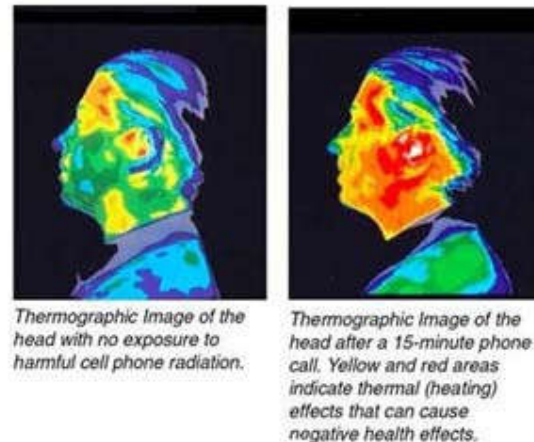 Thermographic Image of the
head with no exposure to
harmful cell phone radiation.
Thermographic Image of the
head after a 15-minute phone
call. Yellow and red areas
indicate thermal (heating)
effects that can cause
negative health effects.